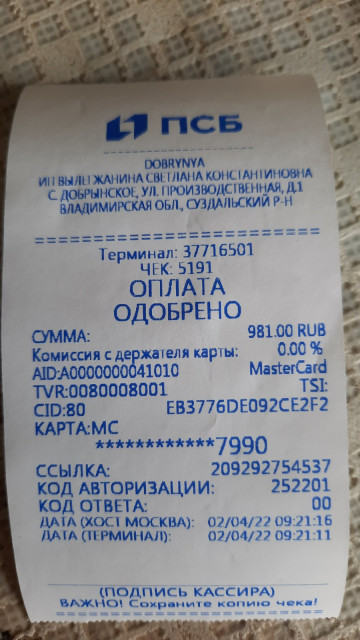 ПСБ
DOBRYNYA
ИП ВЫЛЕГЖАНИНА СВЕТЛАНА КОНСТАНТИНОВНА
С. ДОБРЫНСКОЕ, УЛ. ПРОИЗВОДСТВЕННАЯ, Д.1
ВЛАДИМИРСКАЯ ОБЛ., СУЗДАЛЬСКИЙ Р-Н
Терминал: 37716501
ЧЕК: 5191
ОПЛАТА
ОДОБРЕНО
СУММА: 981.00 RUB
Комиссия с держателя карты: 0.00 %
AID:A0000000041010 MasterCard
TVR:0080008001 TSI:
CID:80 EB3776DE092CE2F2
КАРТА:MC
************7990
ССЫЛКА: 209292754537
КОД АВТОРИЗАЦИИ: 252201
КОД ОТВЕТА: 00
ДАТА (ХОСТ МОСКВА): 02/04/22 09:21:16
ДАТА (ТЕРМИНАЛ): 02/04/22 09:21:11
(ПОДПИСЬ КАССИРА)
ВАЖНО! Сохраните копию чека!